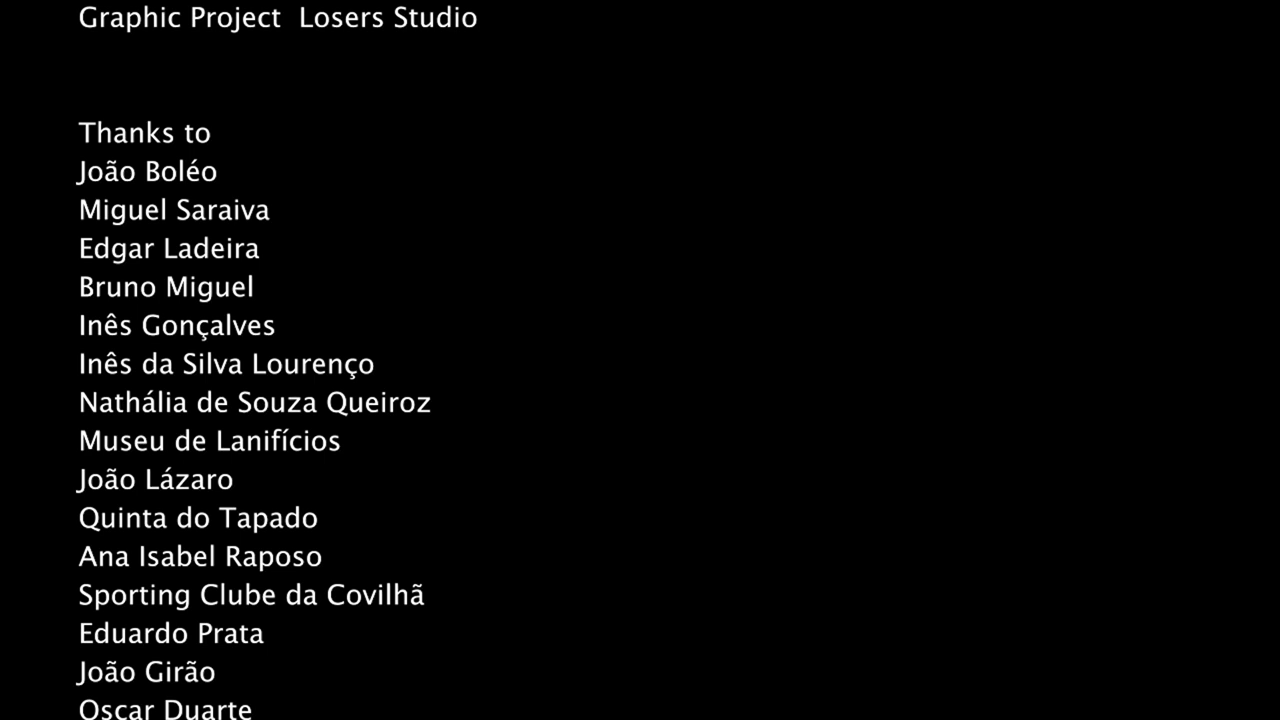 Graphic Project  Losers Studio
Thanks to
João Boléo
Miguel Saraiva
Edgar Ladeira
Bruno Miguel
Inês Gonçalves
Inês da Silva Lourenço
Nathália de Souza Queiroz
Museu de Lanifícios
João Lázaro
Quinta do Tapado
Ana Isabel Raposo
Sporting Clube da Covilhã
Eduardo Prata
João Girão
Oscar Duarte